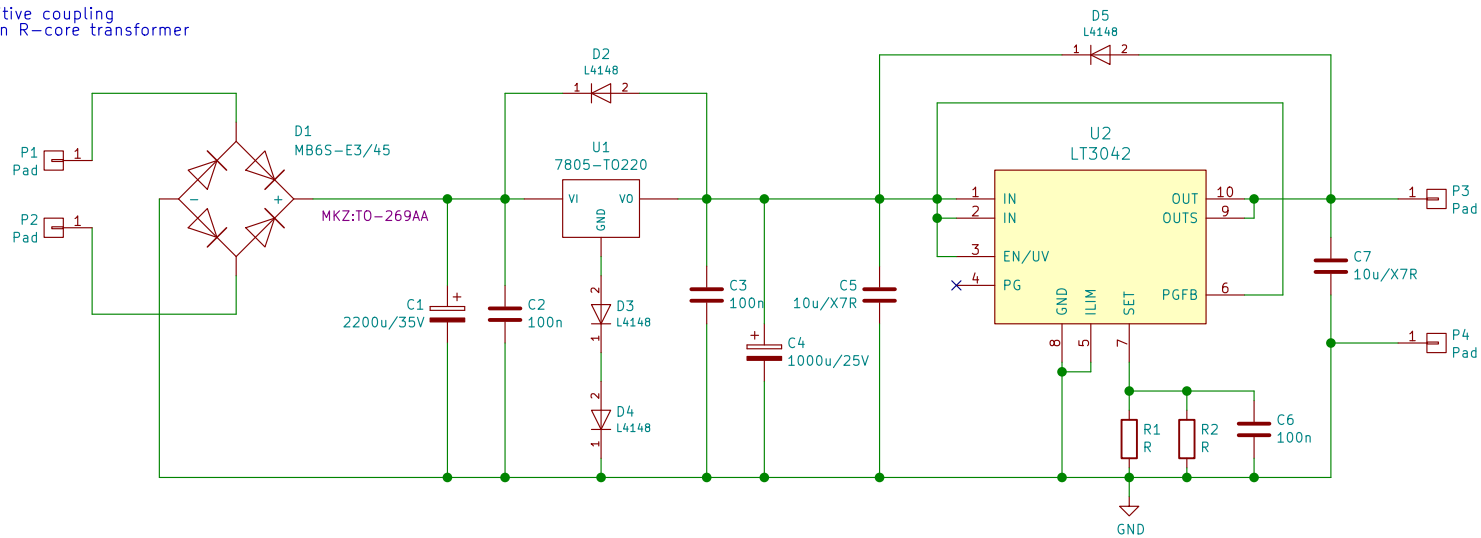 tive coupling
n R-core transformer
D5
L4148
1 2
D2
L4148
1 2
P1
Pad
1
P2
Pad
1
D1
MB6S-E3/45
- +
MKZ:TO-269AA
U1
7805-TO220
VI VO
GND
C1
2200u/35V
+
C2
100n
2
D3
L4148
1
2
D4
L4148
1
C3
100n
+
C4
1000u/25V
C5
10u/X7R
U2
LT3042
1 IN
2 IN
3 EN/UV
4 PG
OUT 10
OUTS 9
PGFB 6
GND ILIM SET
8 5 7
R1
R
R2
R
C6
100n
C7
10u/X7R
1 P3
Pad
1 P4
Pad
GND